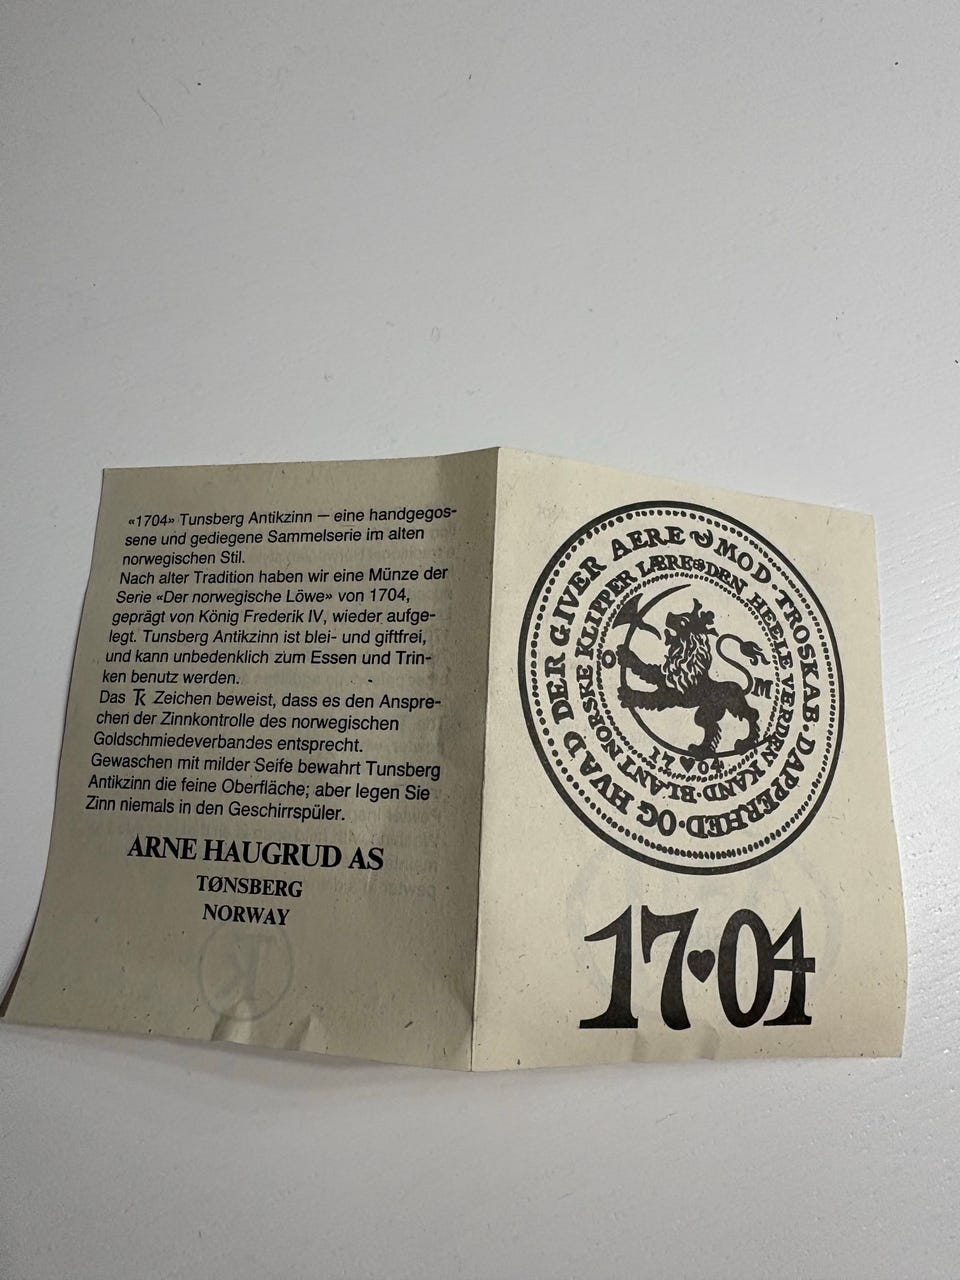 «1704» Tunsberg Antikzinn — eine handgegos-
sene und gediegene Sammelserie im alten
norwegischen Stil.
Nach alter Tradition haben wir eine Münze der
Serie «Der norwegische Löwe» von 1704,
geprägt von König Frederik IV, wieder aufge-
legt. Tunsberg Antikzinn ist blei- und giftfrei,
und kann unbedenklich zum Essen und Trin-
ken benutz werden.
Das TK Zeichen beweist, dass es den Anspre-
chen der Zinnkontrolle des norwegischen
Goldschmiedeverbandes entspricht.
Gewaschen mit milder Seife bewahrt Tunsberg
Antikzinn die feine Oberfläche; aber legen Sie
Zinn niemals in den Geschirrspüler.
ARNE HAUGRUD AS
TØNSBERG
NORWAY
MOD · TROSKAB · DAPPERHED · OG HVAD DER GIVER AERE
DEN HEELE VERDEN KAND BLANT NORSKE KLIPPER LÆRE
O M
17♥04
17♥04